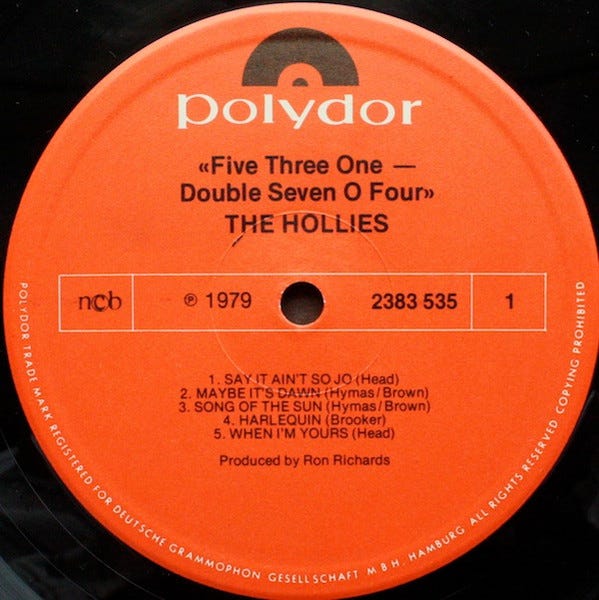 polydor
«Five Three One —
Double Seven O Four»
THE HOLLIES
ncb ℗ 1979 2383 535 1
1. SAY IT AIN'T SO JO (Head)
2. MAYBE IT'S DAWN (Hymas/Brown)
3. SONG OF THE SUN (Hymas/Brown)
4. HARLEQUIN (Brooker)
5. WHEN I'M YOURS (Head)
Produced by Ron Richards
POLYDOR TRADE MARK REGISTERED FOR DEUTSCHE GRAMMOPHON GESELLSCHAFT M B H, HAMBURG ALL RIGHTS RESERVED COPYING PROHIBITED